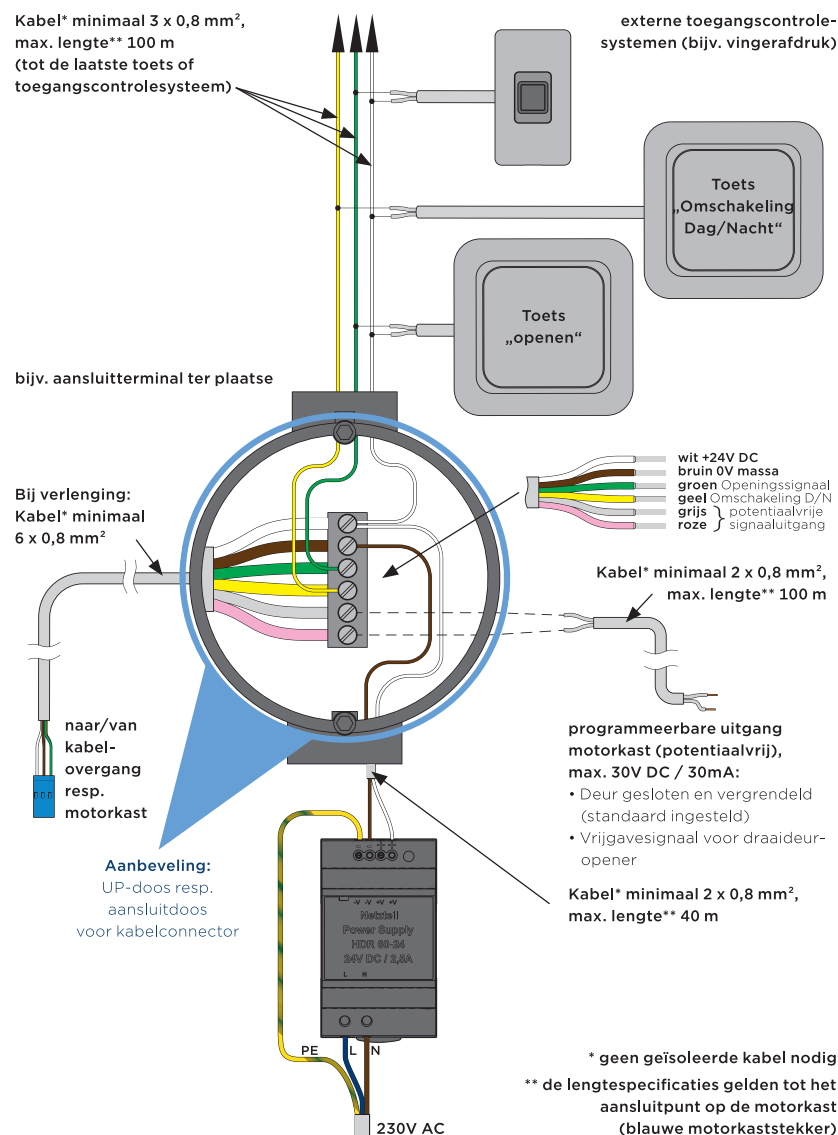 Kabel* minimaal 3 x 0,8 mm²,
max. lengte** 100 m
(tot de laatste toets of
toegangscontrolesysteem)
externe toegangscontrole-
systemen (bijv. vingerafdruk)
Toets
„Omschakeling
Dag/Nacht“
Toets
„openen“
bijv. aansluitterminal ter plaatse
wit +24V DC
bruin 0V massa
groen Openingssignaal
geel Omschakeling D/N
grijs } potentiaalvrije
roze } signaaluitgang
Bij verlenging:
Kabel* minimaal
6 x 0,8 mm²
Kabel* minimaal 2 x 0,8 mm²,
max. lengte** 100 m
naar/van
kabel-
overgang
resp.
motorkast
programmeerbare uitgang
motorkast (potentiaalvrij),
max. 30V DC / 30mA:
• Deur gesloten en vergrendeld
(standaard ingesteld)
• Vrijgavesignaal voor draaideur-
opener
Aanbeveling:
UP-doos resp.
aansluitdoos
voor kabelconnector
Kabel* minimaal 2 x 0,8 mm²,
max. lengte** 40 m
-V -V +V +V
Netzteil
Power Supply
HDR 60-24
24V DC / 2,5A
L N
PE L N
230V AC
* geen geïsoleerde kabel nodig
** de lengtespecificaties gelden tot het
aansluitpunt op de motorkast
(blauwe motorkaststekker)